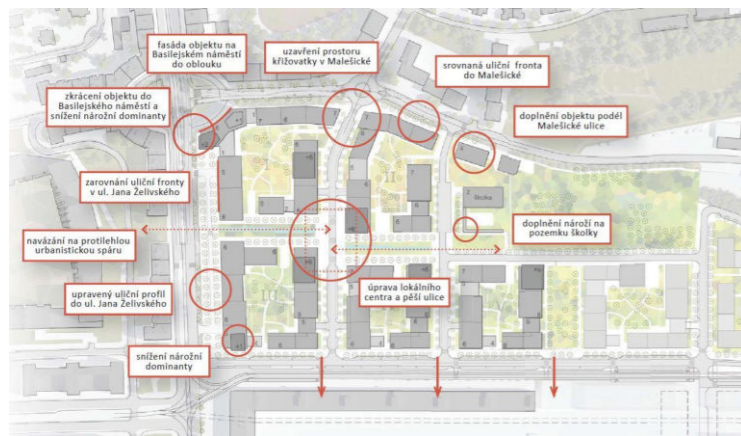 fasáda objektu na
Basilejském náměstí
do oblouku
uzavření prostoru
křižovatky v Malešické
srovnaná uliční fronta
do Malešické
zkrácení objektu do
Basilejského náměstí a
snížení nárožní dominanty
doplnění objektu podél
Malešické ulice
zarovnání uliční fronty
v ul. Jana Želivského
navázání na protilehlou
urbanistickou spáru
doplnění nároží na
pozemku školky
upravený uliční profil
do ul. Jana Želivského
úprava lokálního
centra a pěší ulice
snížení nárožní
dominanty
Školka
II